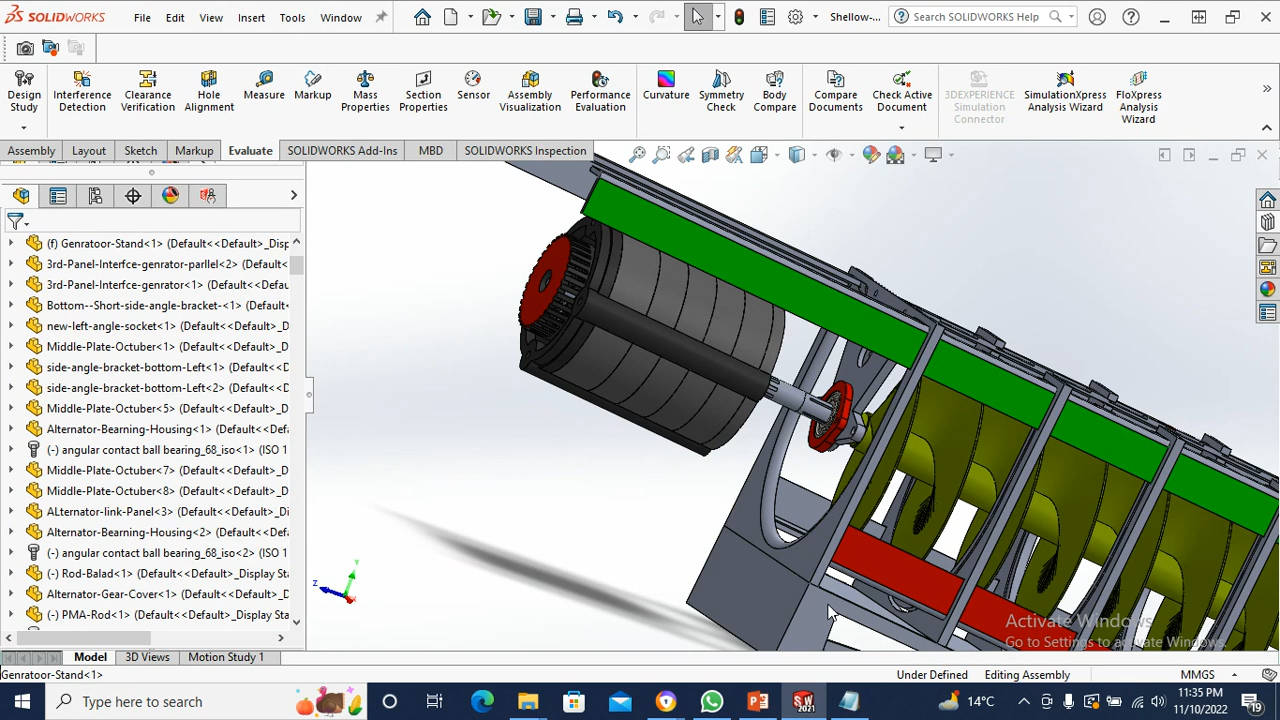 SOLIDWORKS File Edit View Insert Tools Window Shellow-... Search SOLIDWORKS Help
Design Study
Interference Detection
Clearance Verification
Hole Alignment
Measure
Markup
Mass Properties
Section Properties
Sensor
Assembly Visualization
Performance Evaluation
Curvature
Symmetry Check
Body Compare
Compare Documents
Check Active Document
3DEXPERIENCE Simulation Connector
SimulationXpress Analysis Wizard
FloXpress Analysis Wizard
Assembly Layout Sketch Markup Evaluate SOLIDWORKS Add-Ins MBD SOLIDWORKS Inspection
(f) Genratoor-Stand<1> (Default<<Default>_Disp
3rd-Panel-Interfce-genrator-parllel<2> (Default<
3rd-Panel-Interfce-genrator<1> (Default<<Defau
Bottom--Short-side-angle-bracket-<1> (Default<
new-left-angle-socket<1> (Default<<Default>_D
Middle-Plate-Octuber<1> (Default<<Default>_D
side-angle-bracket-bottom-Left<1> (Default<<D
side-angle-bracket-bottom-Left<2> (Default<<D
Middle-Plate-Octuber<5> (Default<<Default>_D
Alternator-Bearning-Housing<1> (Default<<Def
(-) angular contact ball bearing_68_iso<1> (ISO 1
Middle-Plate-Octuber<7> (Default<<Default>_D
Middle-Plate-Octuber<8> (Default<<Default>_D
ALternator-link-Panel<3> (Default<<Default>_D
Alternator-Bearning-Housing<2> (Default<<Def
(-) angular contact ball bearing_68_iso<2> (ISO 1
(-) Rod-Balad<1> (Default<<Default>_Display Sta
Alternator-Gear-Cover<1> (Default<<Default>_D
(-) PMA-Rod<1> (Default<<Default>_Display Sta
Y
Z
Activate Windows
Go to Settings to activate Windows.
Model 3D Views Motion Study 1
Genratoor-Stand<1> Under Defined Editing Assembly MMGS
Type here to search
SW
2021
14°C
11:35 PM
11/10/2022
19